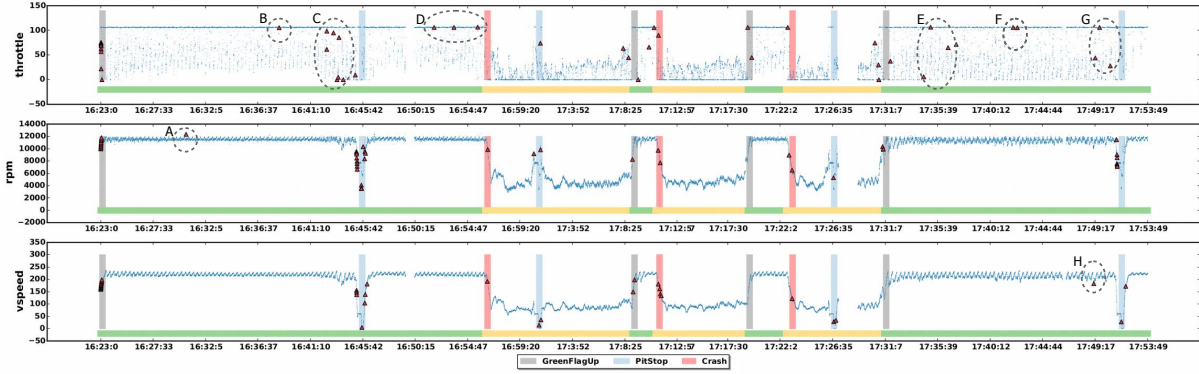 150
B C D E F G
100
throttle
50
0
−50
16:23:0 16:27:33 16:32:5 16:36:37 16:41:10 16:45:42 16:50:15 16:54:47 16:59:20 17:3:52 17:8:25 17:12:57 17:17:30 17:22:2 17:26:35 17:31:7 17:35:39 17:40:12 17:44:44 17:49:17 17:53:49
14000
A
12000
10000
8000
rpm
6000
4000
2000
0
−2000
16:23:0 16:27:33 16:32:5 16:36:37 16:41:10 16:45:42 16:50:15 16:54:47 16:59:20 17:3:52 17:8:25 17:12:57 17:17:30 17:22:2 17:26:35 17:31:7 17:35:39 17:40:12 17:44:44 17:49:17 17:53:49
350
300
H
250
200
vspeed
150
100
50
0
−50
16:23:0 16:27:33 16:32:5 16:36:37 16:41:10 16:45:42 16:50:15 16:54:47 16:59:20 17:3:52 17:8:25 17:12:57 17:17:30 17:22:2 17:26:35 17:31:7 17:35:39 17:40:12 17:44:44 17:49:17 17:53:49
GreenFlagUp PitStop Crash